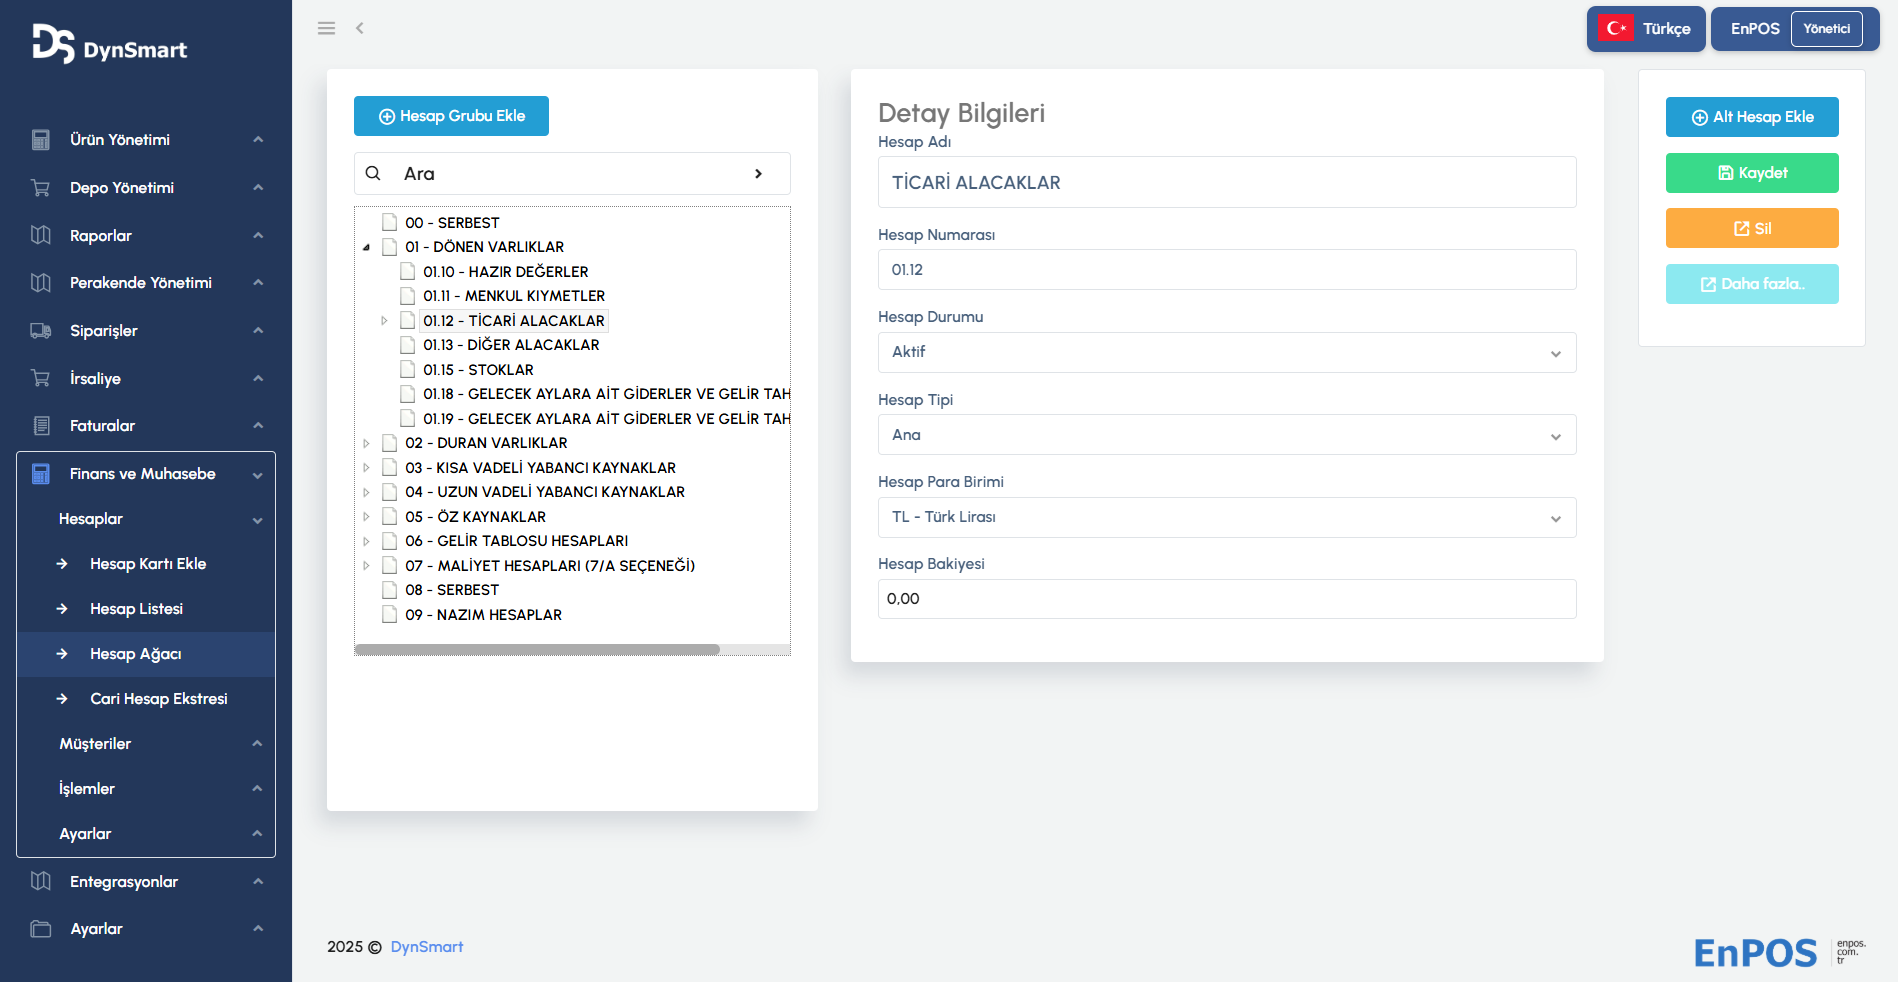 DS DynSmart
Ürün Yönetimi
Depo Yönetimi
Raporlar
Perakende Yönetimi
Siparişler
İrsaliye
Faturalar
Finans ve Muhasebe
Hesaplar
Hesap Kartı Ekle
Hesap Listesi
Hesap Ağacı
Cari Hesap Ekstresi
Müşteriler
İşlemler
Ayarlar
Entegrasyonlar
Ayarlar
Türkçe
EnPOS Yönetici
Hesap Grubu Ekle
Ara
00 - SERBEST
01 - DÖNEN VARLIKLAR
01.10 - HAZIR DEĞERLER
01.11 - MENKUL KIYMETLER
01.12 - TİCARİ ALACAKLAR
01.13 - DİĞER ALACAKLAR
01.15 - STOKLAR
01.18 - GELECEK AYLARA AİT GİDERLER VE GELİR TAH
01.19 - GELECEK AYLARA AİT GİDERLER VE GELİR TAH
02 - DURAN VARLIKLAR
03 - KISA VADELİ YABANCI KAYNAKLAR
04 - UZUN VADELİ YABANCI KAYNAKLAR
05 - ÖZ KAYNAKLAR
06 - GELİR TABLOSU HESAPLARI
07 - MALİYET HESAPLARI (7/A SEÇENEĞİ)
08 - SERBEST
09 - NAZIM HESAPLAR
Detay Bilgileri
Hesap Adı
TİCARİ ALACAKLAR
Hesap Numarası
01.12
Hesap Durumu
Aktif
Hesap Tipi
Ana
Hesap Para Birimi
TL - Türk Lirası
Hesap Bakiyesi
0,00
Alt Hesap Ekle
Kaydet
Sil
Daha fazla..
2025 © DynSmart
EnPOS
enpos.
com.
tr